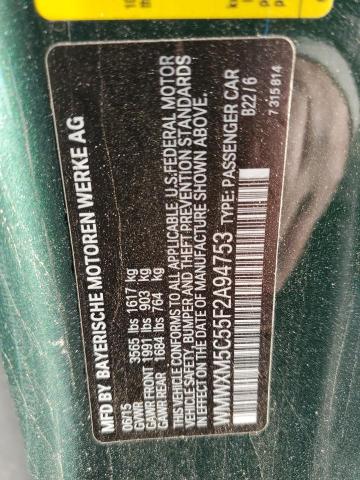 MFD BY BAYERISCHE MOTOREN WERKE AG
06/15
GVWR 3565 lbs 1617 kg
GAWR FRONT 1991 lbs 903 kg
GAWR REAR 1684 lbs 764 kg
THIS VEHICLE CONFORMS TO ALL APPLICABLE U.S. FEDERAL MOTOR
VEHICLE SAFETY, BUMPER AND THEFT PREVENTION STANDARDS
IN EFFECT ON THE DATE OF MANUFACTURE SHOWN ABOVE.
WMWXM5C55F2A94753 TYPE: PASSENGER CAR
B22/6
7 315 814